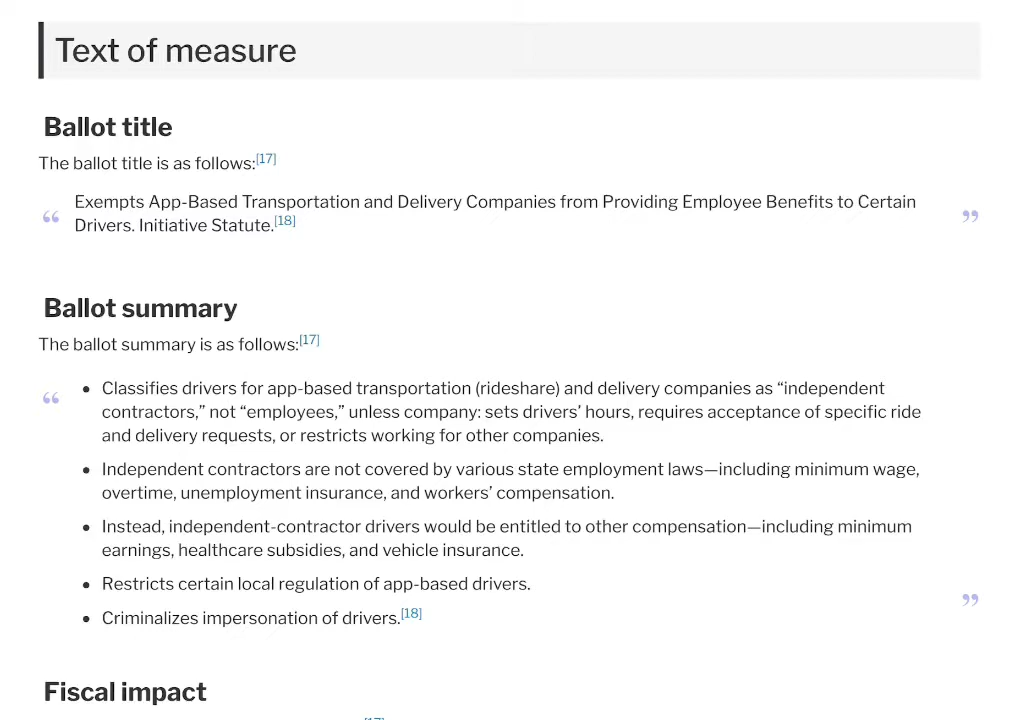 Text of measure
Ballot title
The ballot title is as follows:[17]
“ Exempts App-Based Transportation and Delivery Companies from Providing Employee Benefits to Certain
Drivers. Initiative Statute.[18] ”
Ballot summary
The ballot summary is as follows:[17]
“ • Classifies drivers for app-based transportation (rideshare) and delivery companies as “independent
contractors,” not “employees,” unless company: sets drivers’ hours, requires acceptance of specific ride
and delivery requests, or restricts working for other companies.
• Independent contractors are not covered by various state employment laws—including minimum wage,
overtime, unemployment insurance, and workers’ compensation.
• Instead, independent-contractor drivers would be entitled to other compensation—including minimum
earnings, healthcare subsidies, and vehicle insurance.
• Restricts certain local regulation of app-based drivers.
• Criminalizes impersonation of drivers.[18] ”
Fiscal impact
[17]